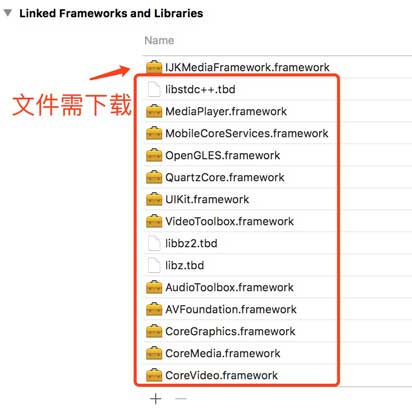 Linked Frameworks and Libraries
Name
IJKMediaFramework.framework
文件需下载
libstdc++.tbd
MediaPlayer.framework
MobileCoreServices.framework
OpenGLES.framework
QuartzCore.framework
UIKit.framework
VideoToolbox.framework
libbz2.tbd
libz.tbd
AudioToolbox.framework
AVFoundation.framework
CoreGraphics.framework
CoreMedia.framework
CoreVideo.framework